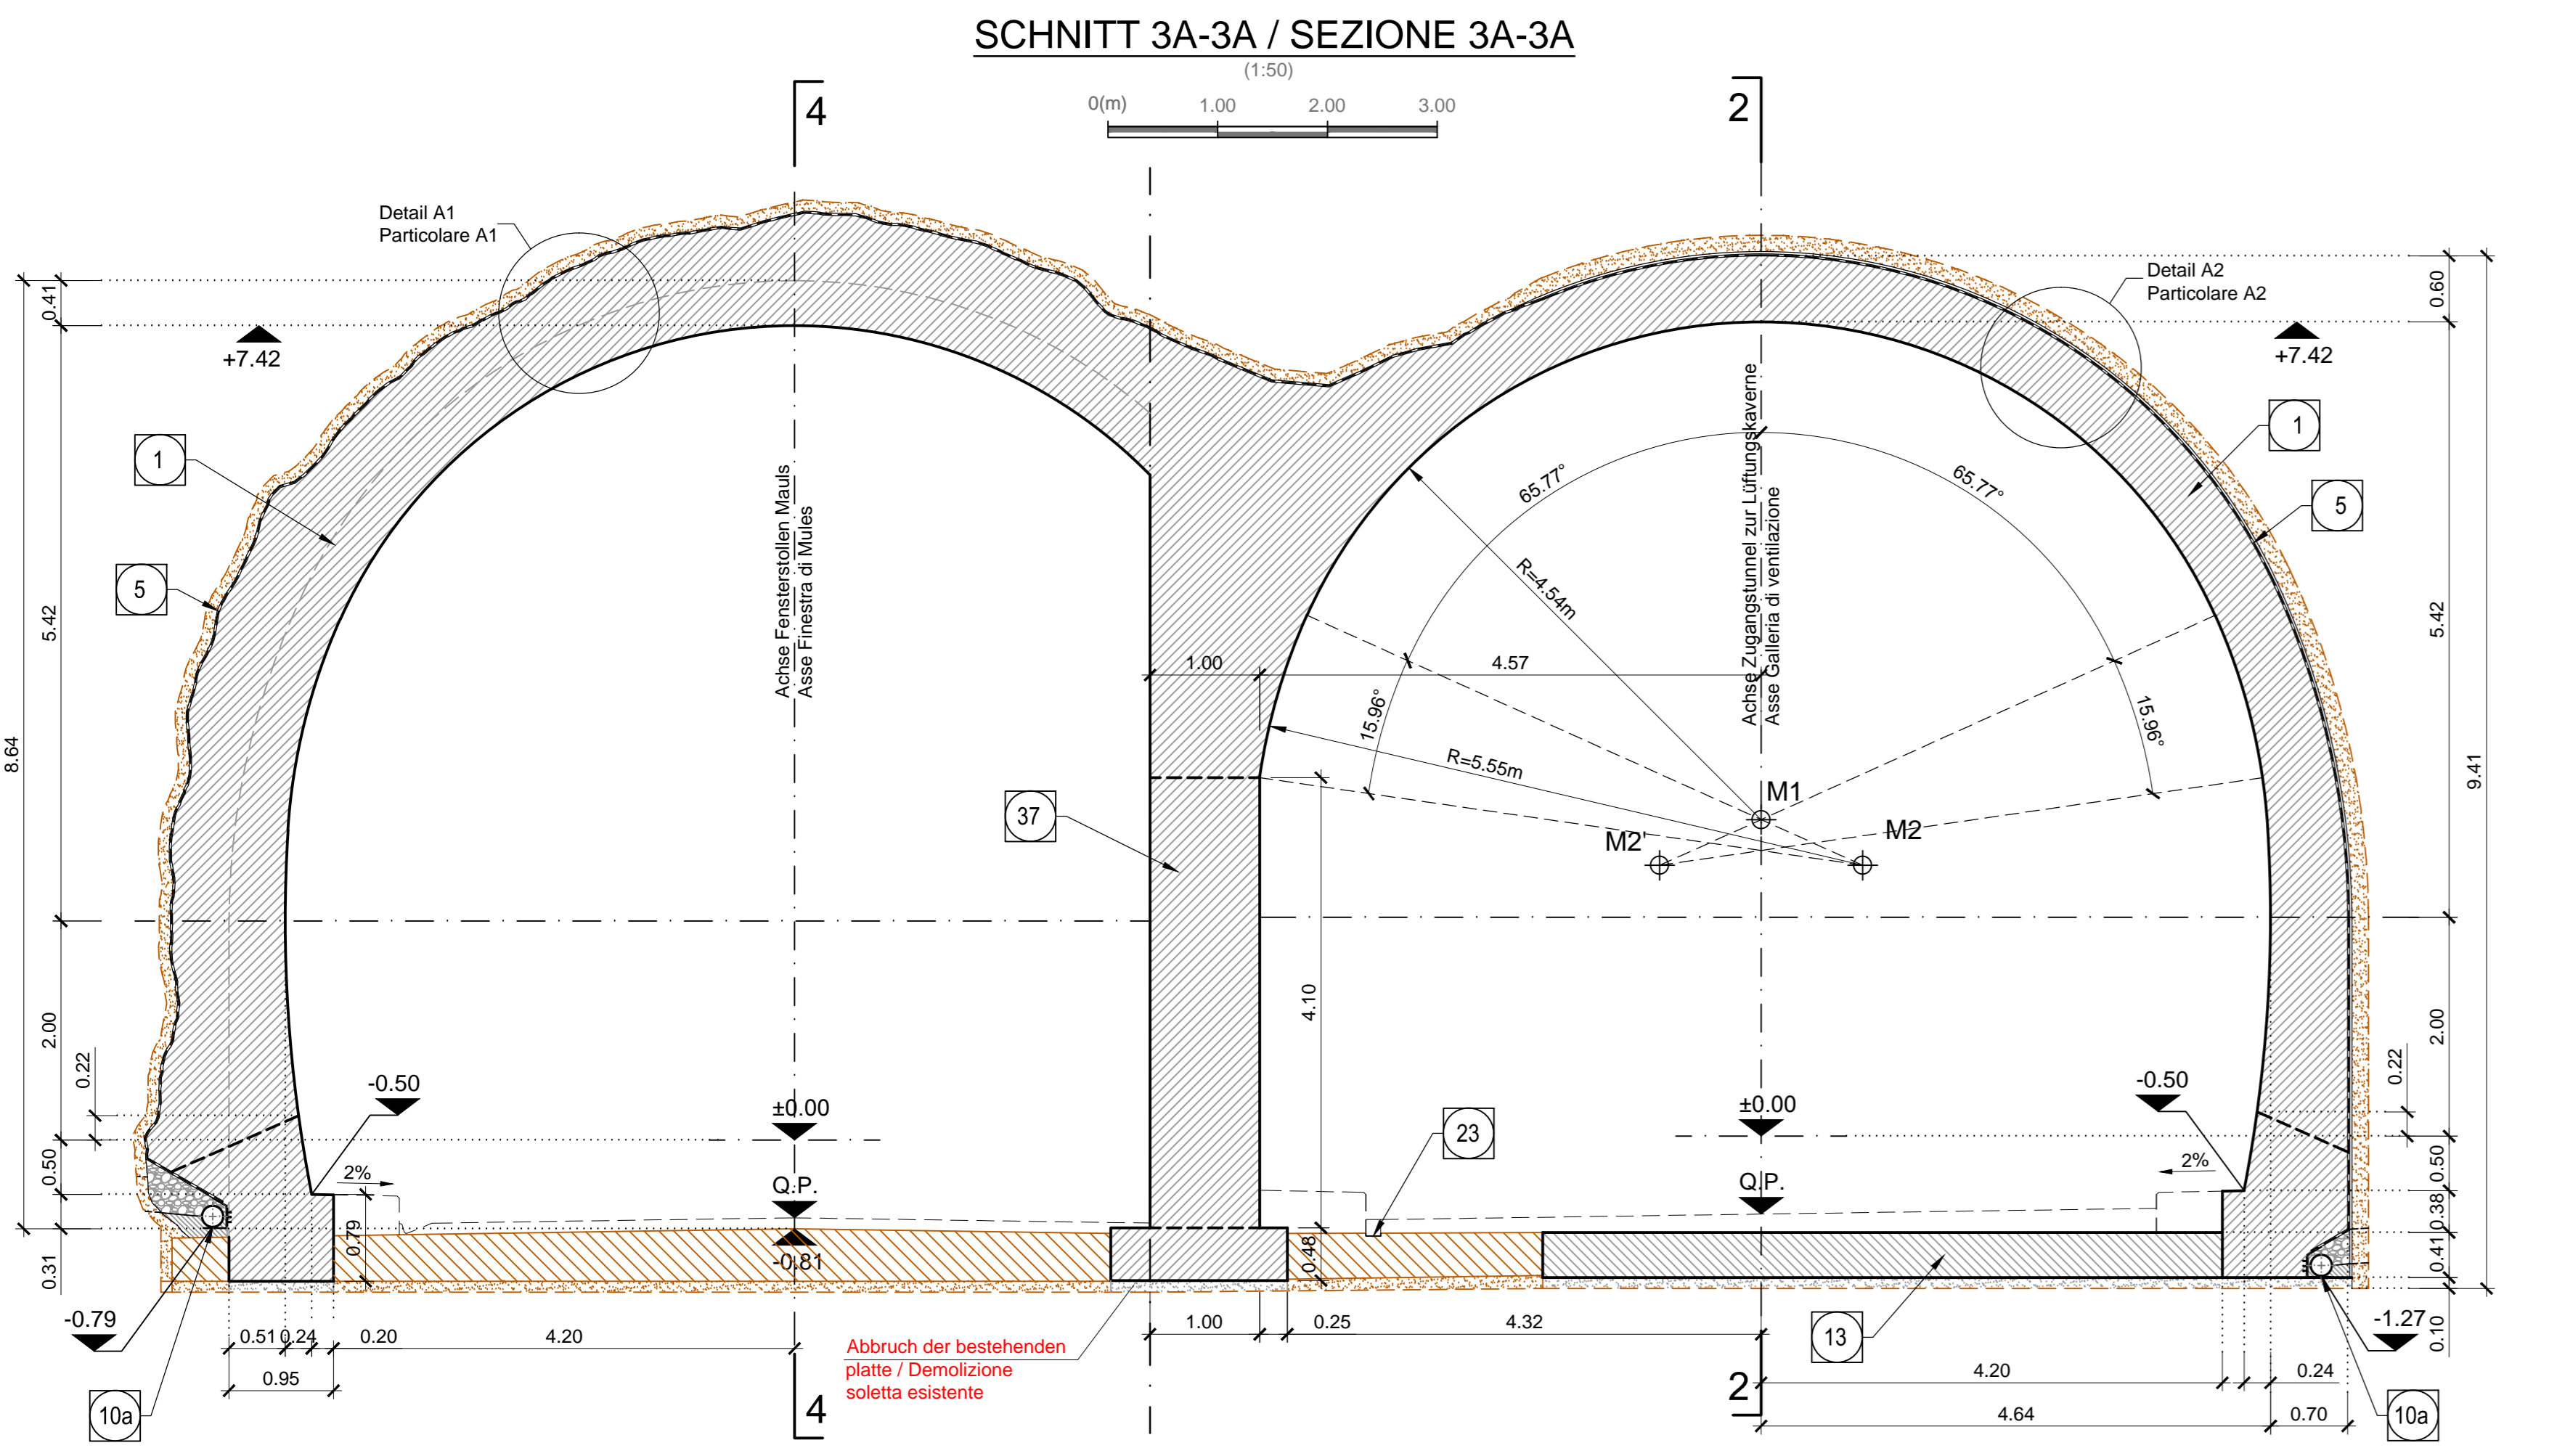 SCHNITT 3A-3A / SEZIONE 3A-3A
(1:50)
0(m) 1.00 2.00 3.00
4
2
Detail A1
Particolare A1
Detail A2
Particolare A2
0.41
0.60
+7.42
+7.42
1
1
5
5
Achse Fensterstollen Mauls
Asse Finestra di Mules
Achse Zugangstunnel zur Lüftungskaverne
Asse Galleria di ventilazione
65.77°
65.77°
R=4.54m
1.00
4.57
15.96°
15.96°
R=5.55m
5.42
5.42
8.64
9.41
37
M1
M2'
M2
4.10
2.00
2.00
0.22
0.22
-0.50
-0.50
±0.00
±0.00
23
0.50
0.50
2%
2%
Q.P.
Q.P.
0.79
0.38
-0.81
0.48
0.31
0.41
0.10
-0.79
-1.27
0.51
0.24
0.20
4.20
1.00
0.25
4.32
13
Abbruch der bestehenden
platte / Demolizione
soletta esistente
0.95
4.20
0.24
4.64
0.70
10a
10a
4
2